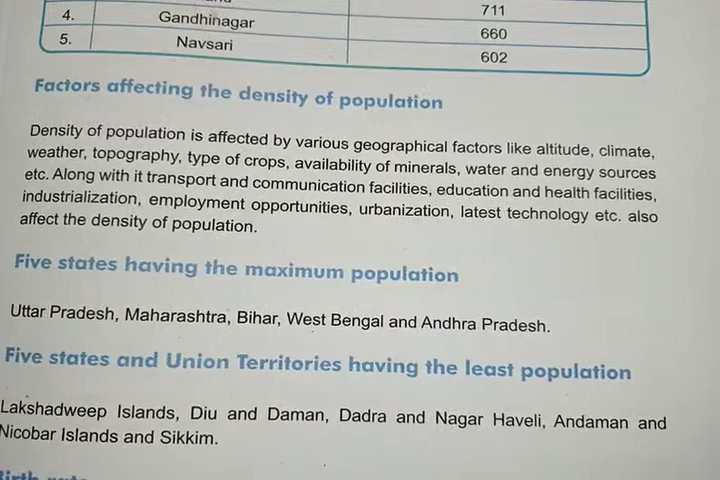 711
4. Gandhinagar 660
5. Navsari 602
Factors affecting the density of population
Density of population is affected by various geographical factors like altitude, climate,
weather, topography, type of crops, availability of minerals, water and energy sources
etc. Along with it transport and communication facilities, education and health facilities,
industrialization, employment opportunities, urbanization, latest technology etc. also
affect the density of population.
Five states having the maximum population
Uttar Pradesh, Maharashtra, Bihar, West Bengal and Andhra Pradesh.
Five states and Union Territories having the least population
Lakshadweep Islands, Diu and Daman, Dadra and Nagar Haveli, Andaman and
Nicobar Islands and Sikkim.